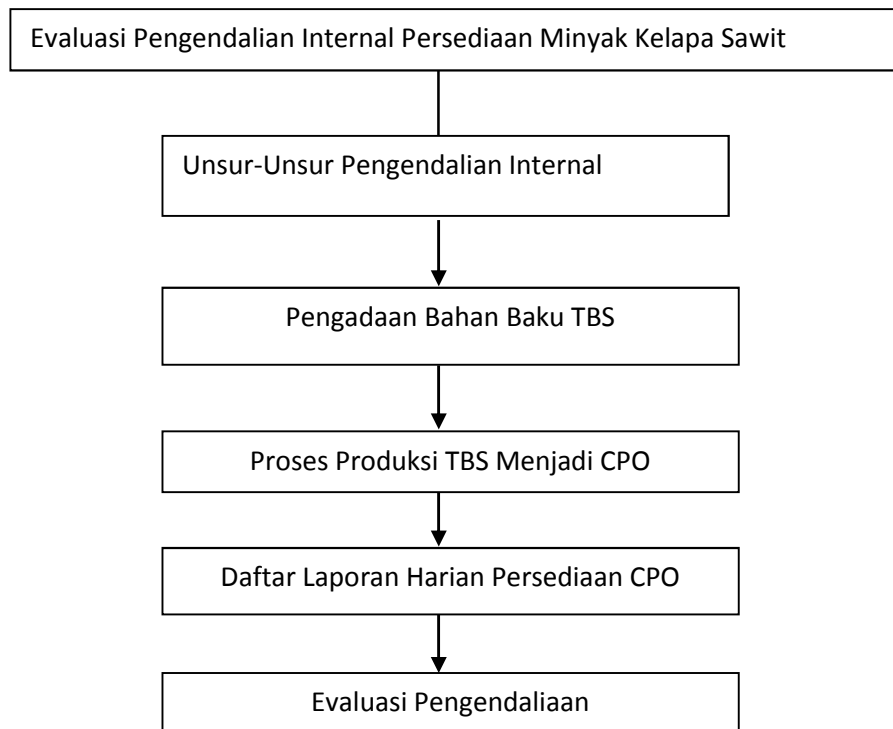 Evaluasi Pengendalian Internal Persediaan Minyak Kelapa Sawit
Unsur-Unsur Pengendalian Internal
Pengadaan Bahan Baku TBS
Proses Produksi TBS Menjadi CPO
Daftar Laporan Harian Persediaan CPO
Evaluasi Pengendaliaan